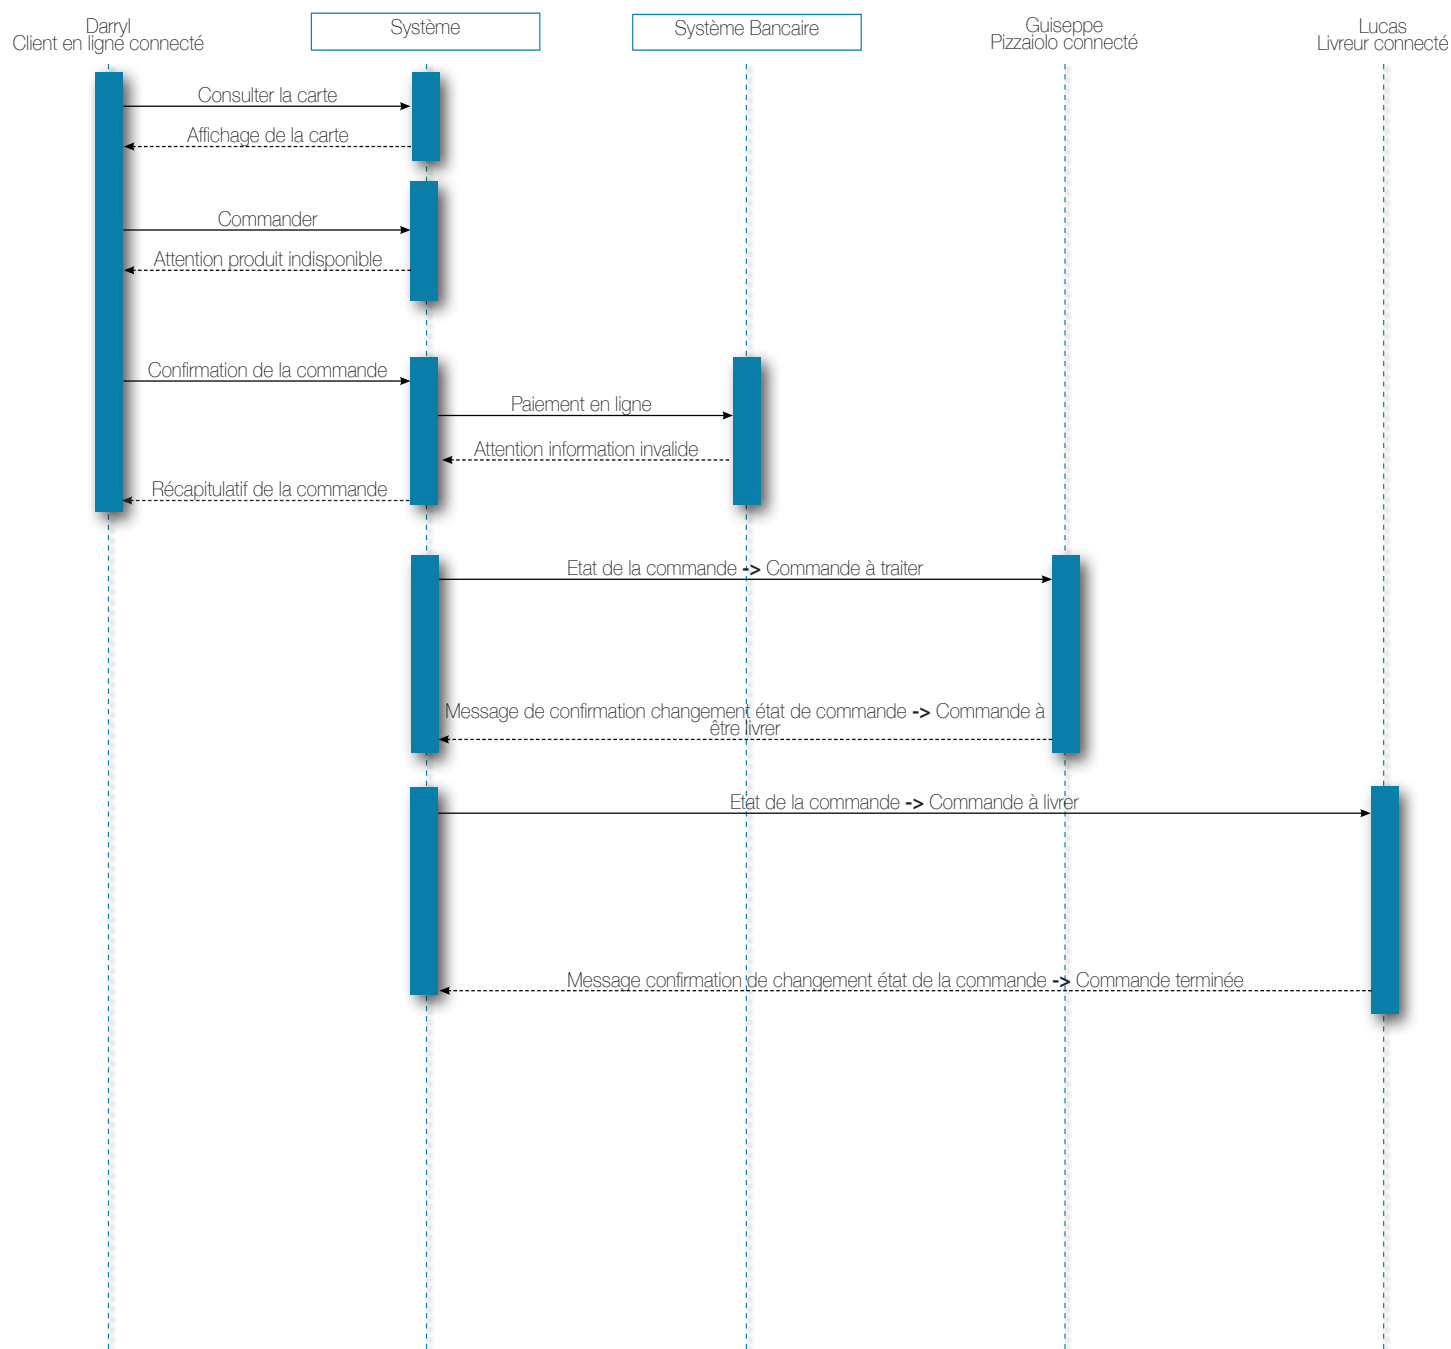 Darryl
Client en ligne connecté
Système
Système Bancaire
Guiseppe
Pizzaiolo connecté
Lucas
Livreur connecté
Consulter la carte
Affichage de la carte
Commander
Attention produit indisponible
Confirmation de la commande
Paiement en ligne
Attention information invalide
Récapitulatif de la commande
Etat de la commande -> Commande à traiter
Message de confirmation changement état de commande -> Commande à
être livrer
Etat de la commande -> Commande à livrer
Message confirmation de changement état de la commande -> Commande terminée